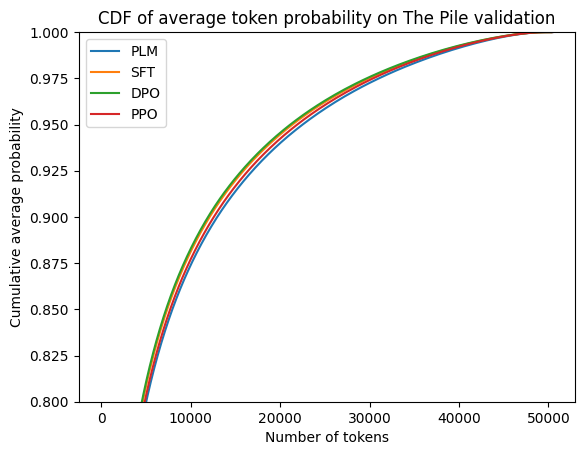 CDF of average token probability on The Pile validation
PLM
SFT
DPO
PPO
Cumulative average probability
1.000
0.975
0.950
0.925
0.900
0.875
0.850
0.825
0.800
0
10000
20000
30000
40000
50000
Number of tokens